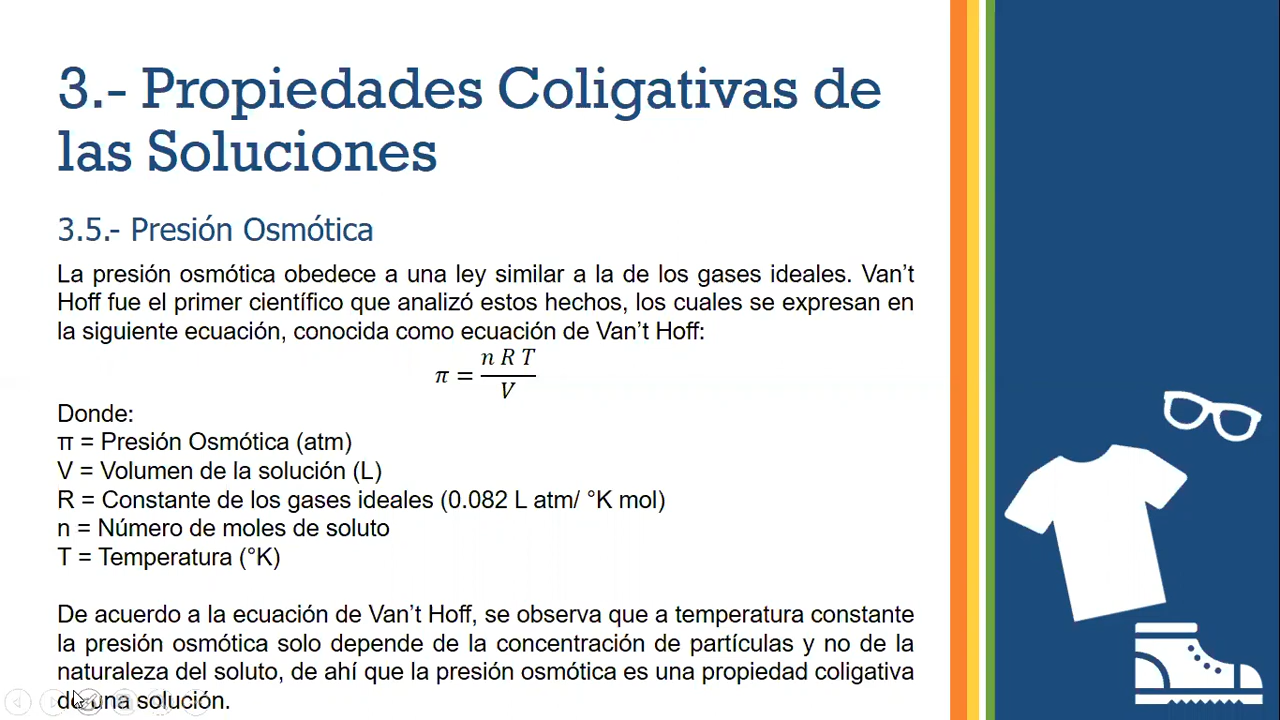 3.- Propiedades Coligativas de
las Soluciones
3.5.- Presión Osmótica
La presión osmótica obedece a una ley similar a la de los gases ideales. Van’t
Hoff fue el primer científico que analizó estos hechos, los cuales se expresan en
la siguiente ecuación, conocida como ecuación de Van’t Hoff:
π = n R T / V
Donde:
π = Presión Osmótica (atm)
V = Volumen de la solución (L)
R = Constante de los gases ideales (0.082 L atm/ °K mol)
n = Número de moles de soluto
T = Temperatura (°K)
De acuerdo a la ecuación de Van’t Hoff, se observa que a temperatura constante
la presión osmótica solo depende de la concentración de partículas y no de la
naturaleza del soluto, de ahí que la presión osmótica es una propiedad coligativa
de una solución.